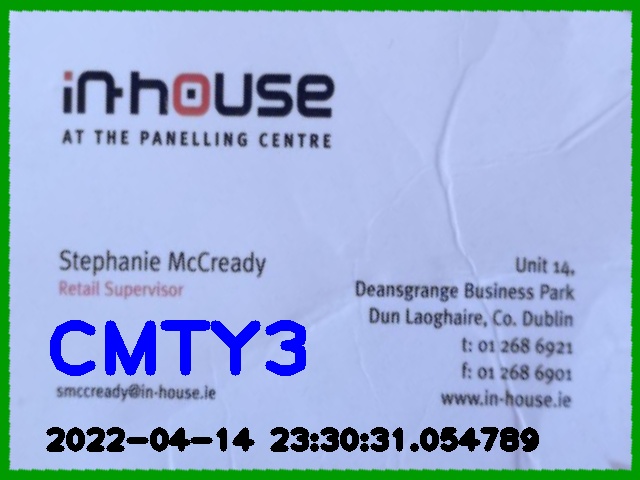 in-house
AT THE PANELLING CENTRE
Stephanie McCready
Retail Supervisor
CMTY3
smccready@in-house.ie
Unit 14,
Deansgrange Business Park
Dun Laoghaire, Co. Dublin
t: 01 268 6921
f: 01 268 6901
www.in-house.ie
2022-04-14 23:30:31.054789